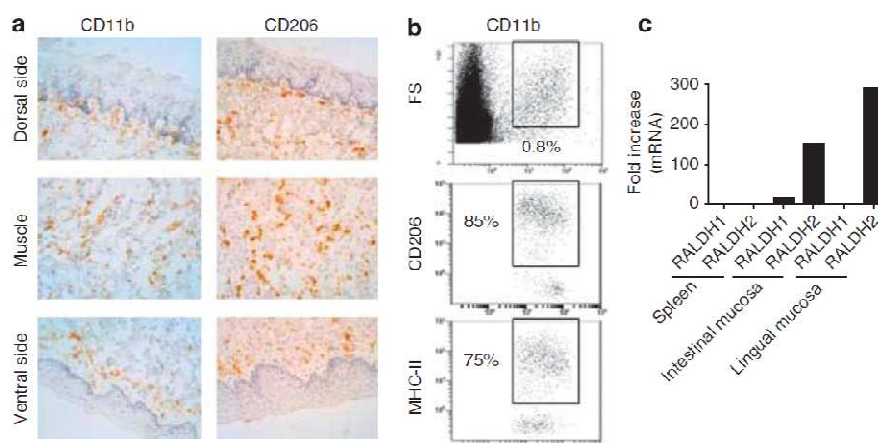 a
CD11b
CD206
Dorsal side
Muscle
Ventral side
b
CD11b
FS
0.8%
CD206
85%
MHC-II
75%
c
Fold increase
(mRNA)
300
200
100
0
RALDH1
RALDH2
RALDH1
RALDH2
RALDH1
RALDH2
Spleen
Intestinal mucosa
Lingual mucosa